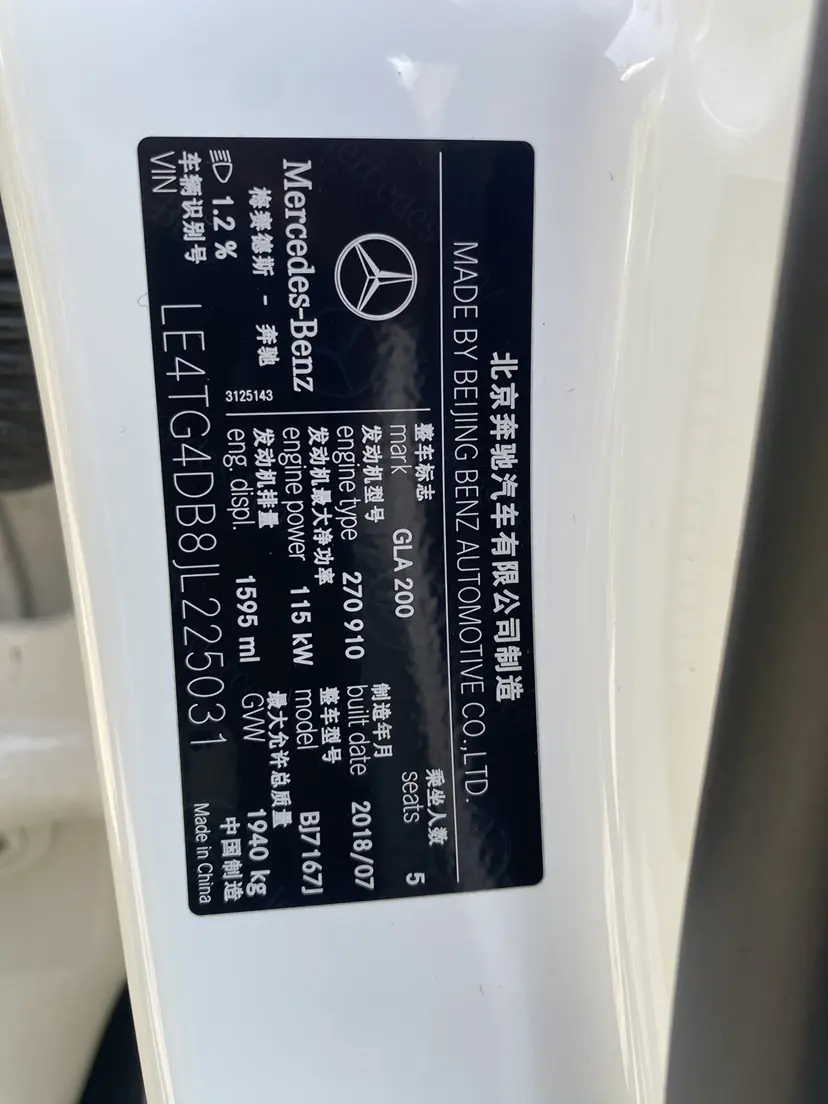 北京奔驰汽车有限公司制造
MADE BY BEIJING BENZ AUTOMOTIVE CO.,LTD.
Mercedes-Benz
梅赛德斯 - 奔驰
3125143
1.2 %
整车标志
mark GLA 200
乘坐人数
seats 5
发动机型号
engine type 270 910
制造年月
built date 2018/07
发动机最大净功率
engine power 115 kW
整车型号
model BJ7167J
发动机排量
eng. displ. 1595 ml
最大允许总质量
GVW 1940 kg
车辆识别号
VIN LE4TG4DB8JL225031
中国制造
Made in China